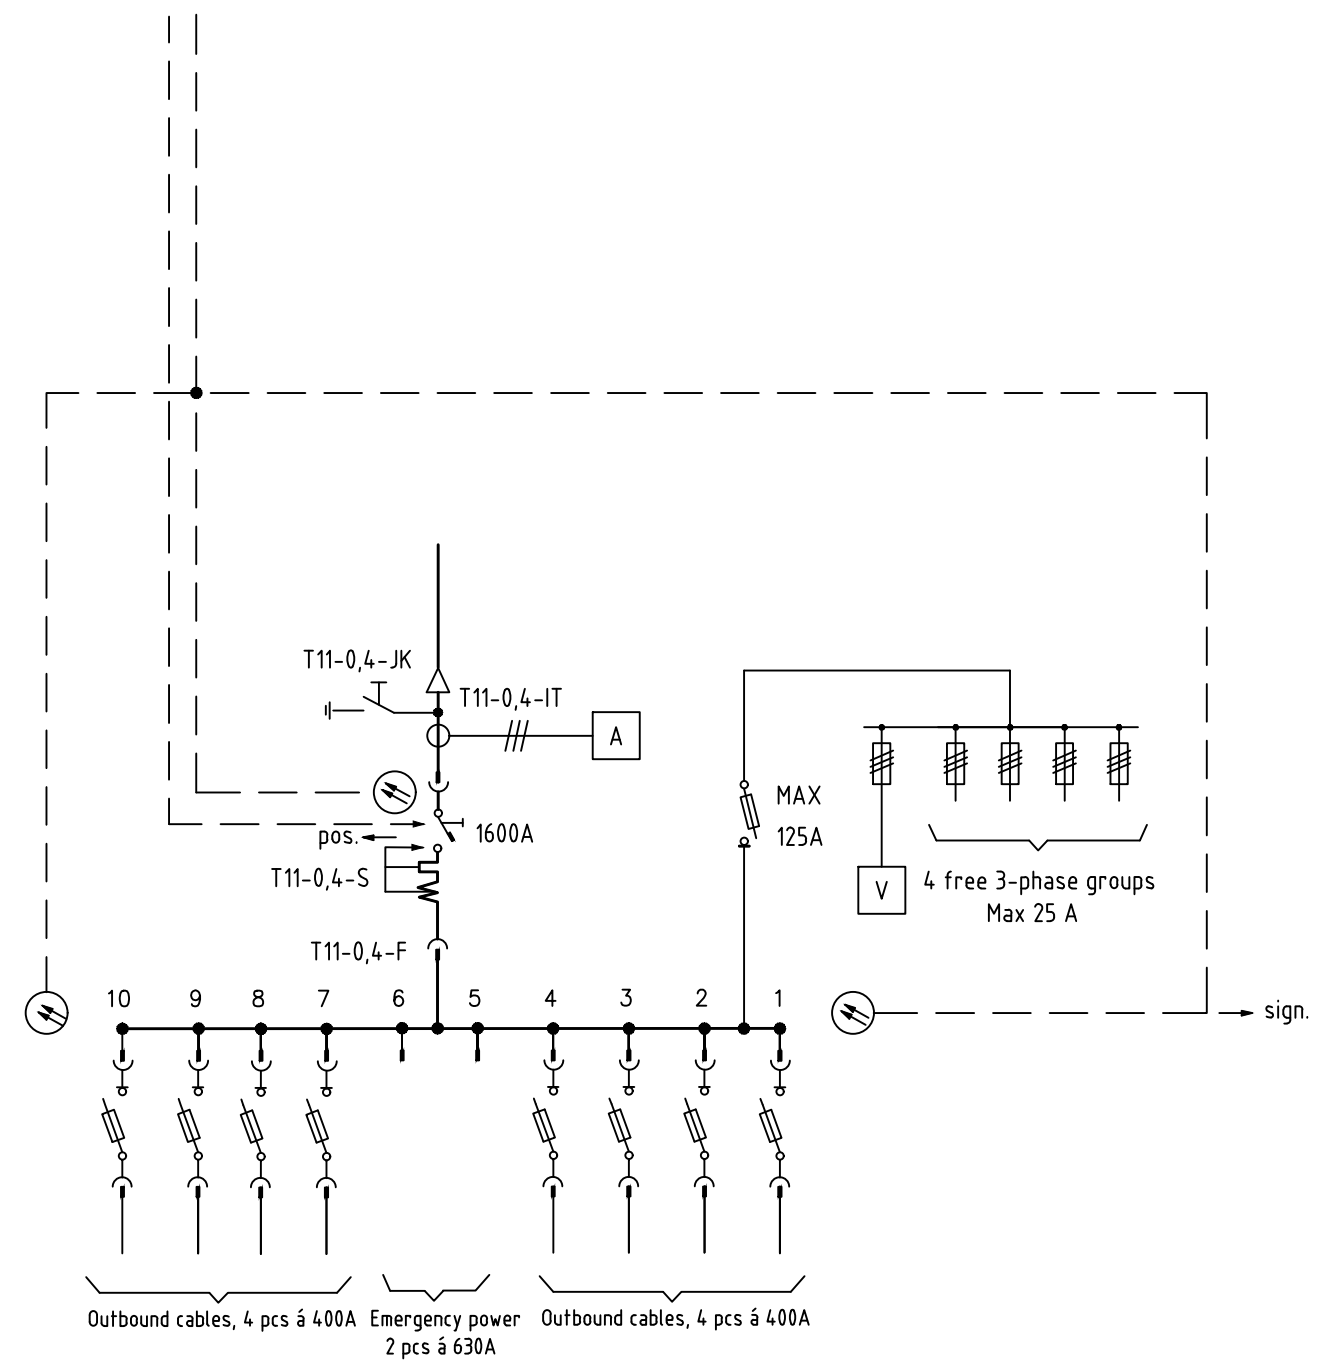 T11-0,4-JK
T11-0,4-IT
A
MAX
125A
1600A
pos.
T11-0,4-S
V
4 free 3-phase groups
Max 25 A
T11-0,4-F
10 9 8 7 6 5 4 3 2 1
sign.
Outbound cables, 4 pcs á 400A
Emergency power
2 pcs á 630A
Outbound cables, 4 pcs á 400A